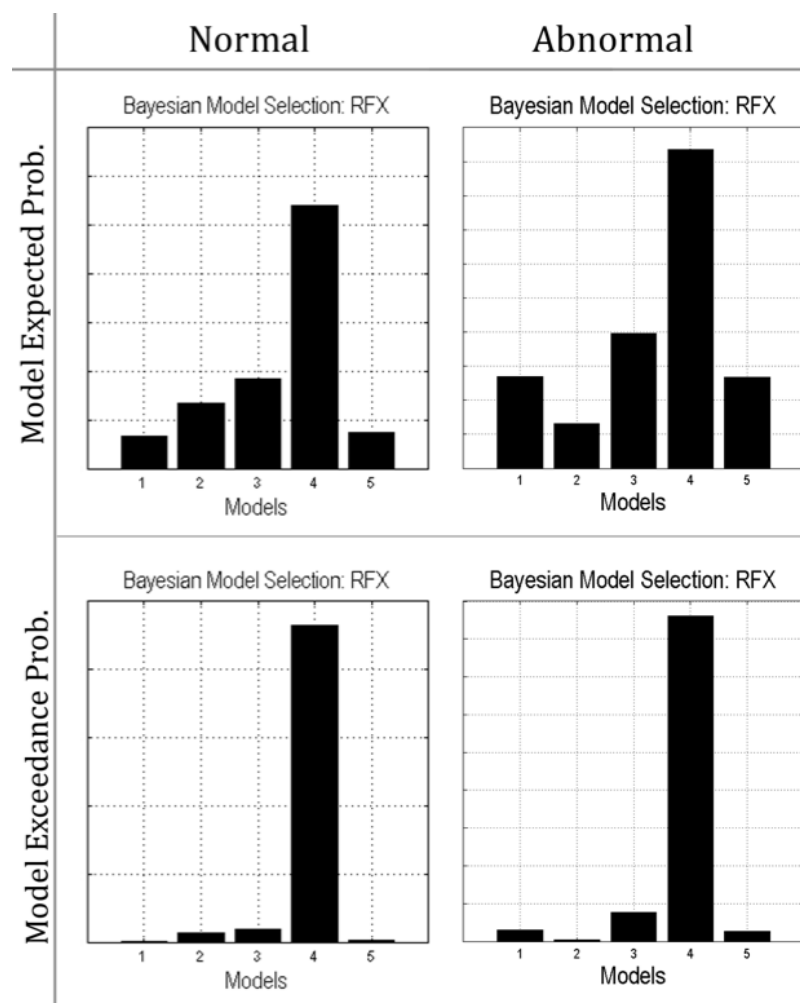 Normal
Abnormal
Model Expected Prob.
Bayesian Model Selection: RFX
1 2 3 4 5
Models
Bayesian Model Selection: RFX
1 2 3 4 5
Models
Model Exceedance Prob.
Bayesian Model Selection: RFX
1 2 3 4 5
Models
Bayesian Model Selection: RFX
1 2 3 4 5
Models